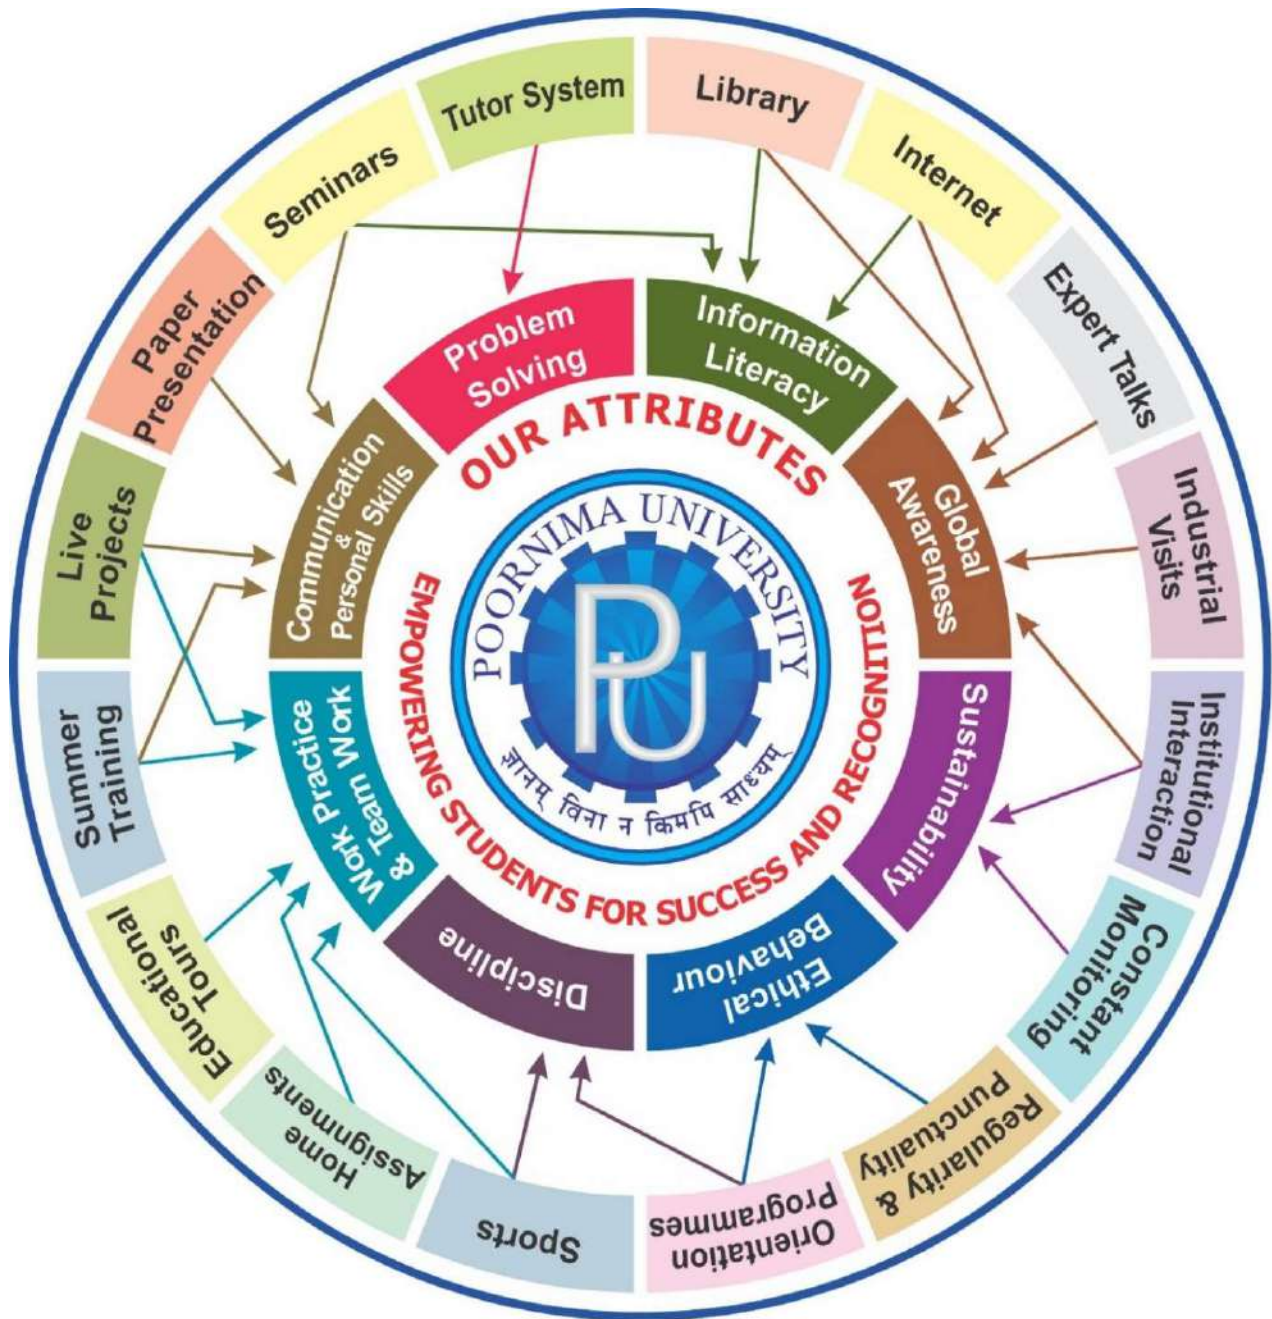 Tutor System
Library
Internet
Expert Talks
Industrial
Visits
Institutional
Interaction
Constant
Monitoring
Regularity &
Punctuality
Orientation
Programmes
Sports
Home
Assignments
Educational
Tours
Summer
Training
Live
Projects
Paper
Presentation
Seminars
Problem
Solving
Information
Literacy
Global
Awareness
Sustainability
Ethical
Behaviour
Discipline
Work Practice
& Team Work
Communication
&
Personal Skills
OUR ATTRIBUTES
EMPOWERING STUDENTS FOR SUCCESS AND RECOGNITION
POORNIMA UNIVERSITY
PU
ज्ञानम् विना न किमपि साध्यम्